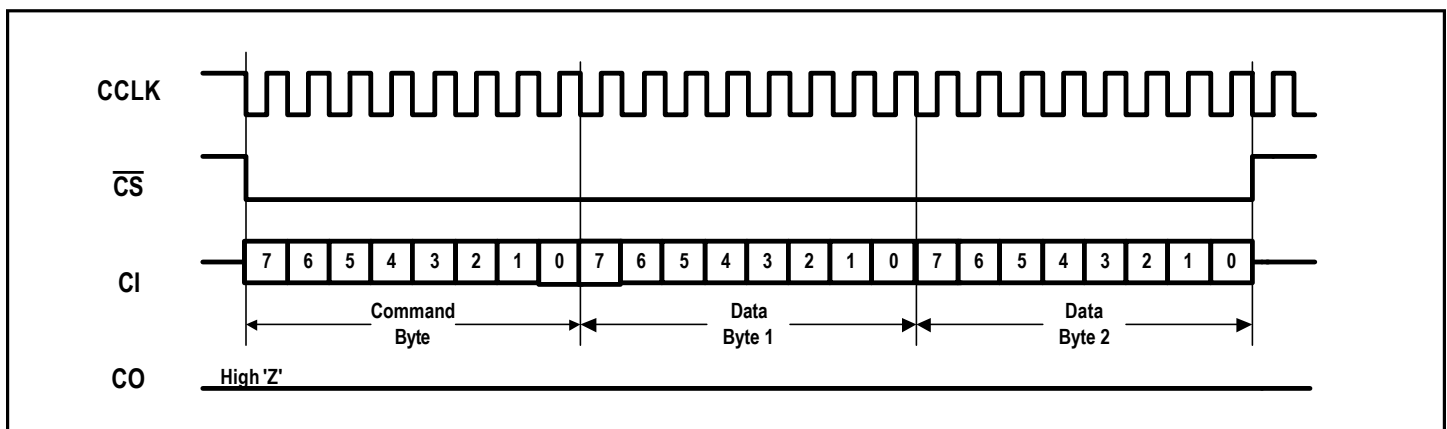 CCLK
C̅S̅
CI
7 6 5 4 3 2 1 0 7 6 5 4 3 2 1 0 7 6 5 4 3 2 1 0
Command Byte
Data Byte 1
Data Byte 2
CO
High 'Z'